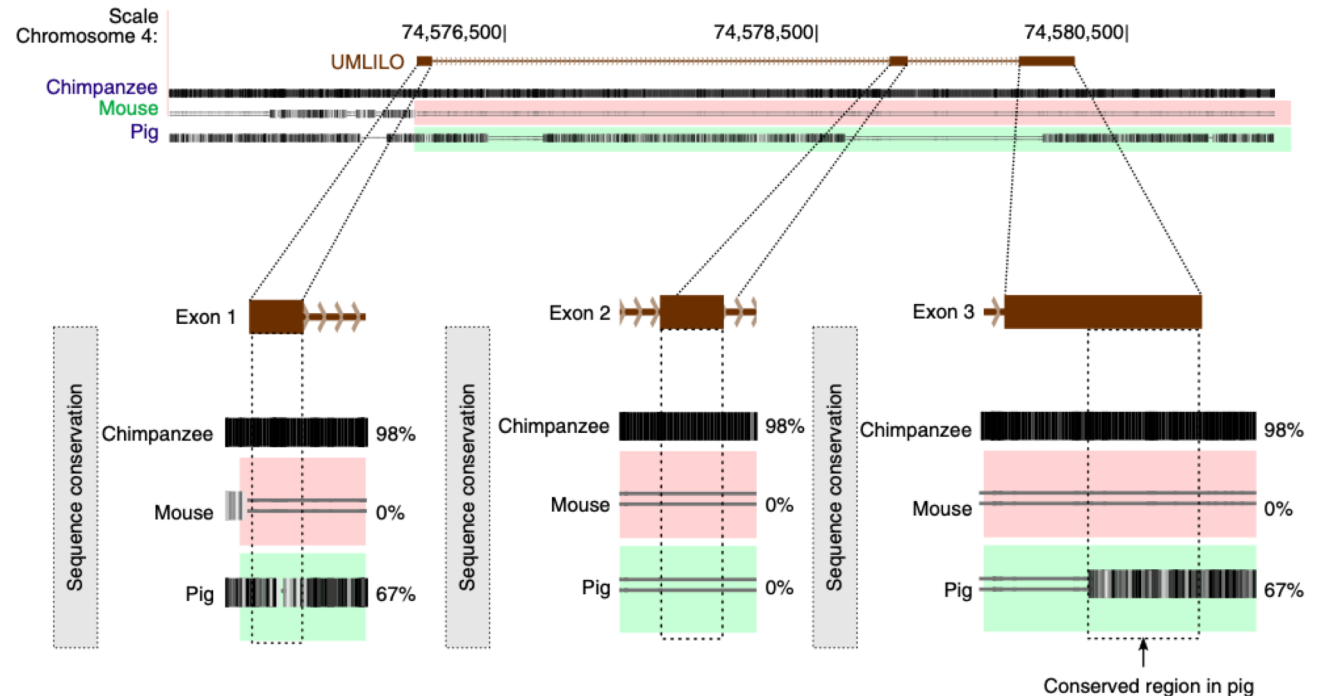 Scale
Chromosome 4:
74,576,500|
74,578,500|
74,580,500|
UMLILO
Chimpanzee
Mouse
Pig
Exon 1
Exon 2
Exon 3
Sequence conservation
Chimpanzee
98%
Mouse
0%
Pig
67%
Sequence conservation
Chimpanzee
98%
Mouse
0%
Pig
0%
Sequence conservation
Chimpanzee
98%
Mouse
0%
Pig
67%
Conserved region in pig